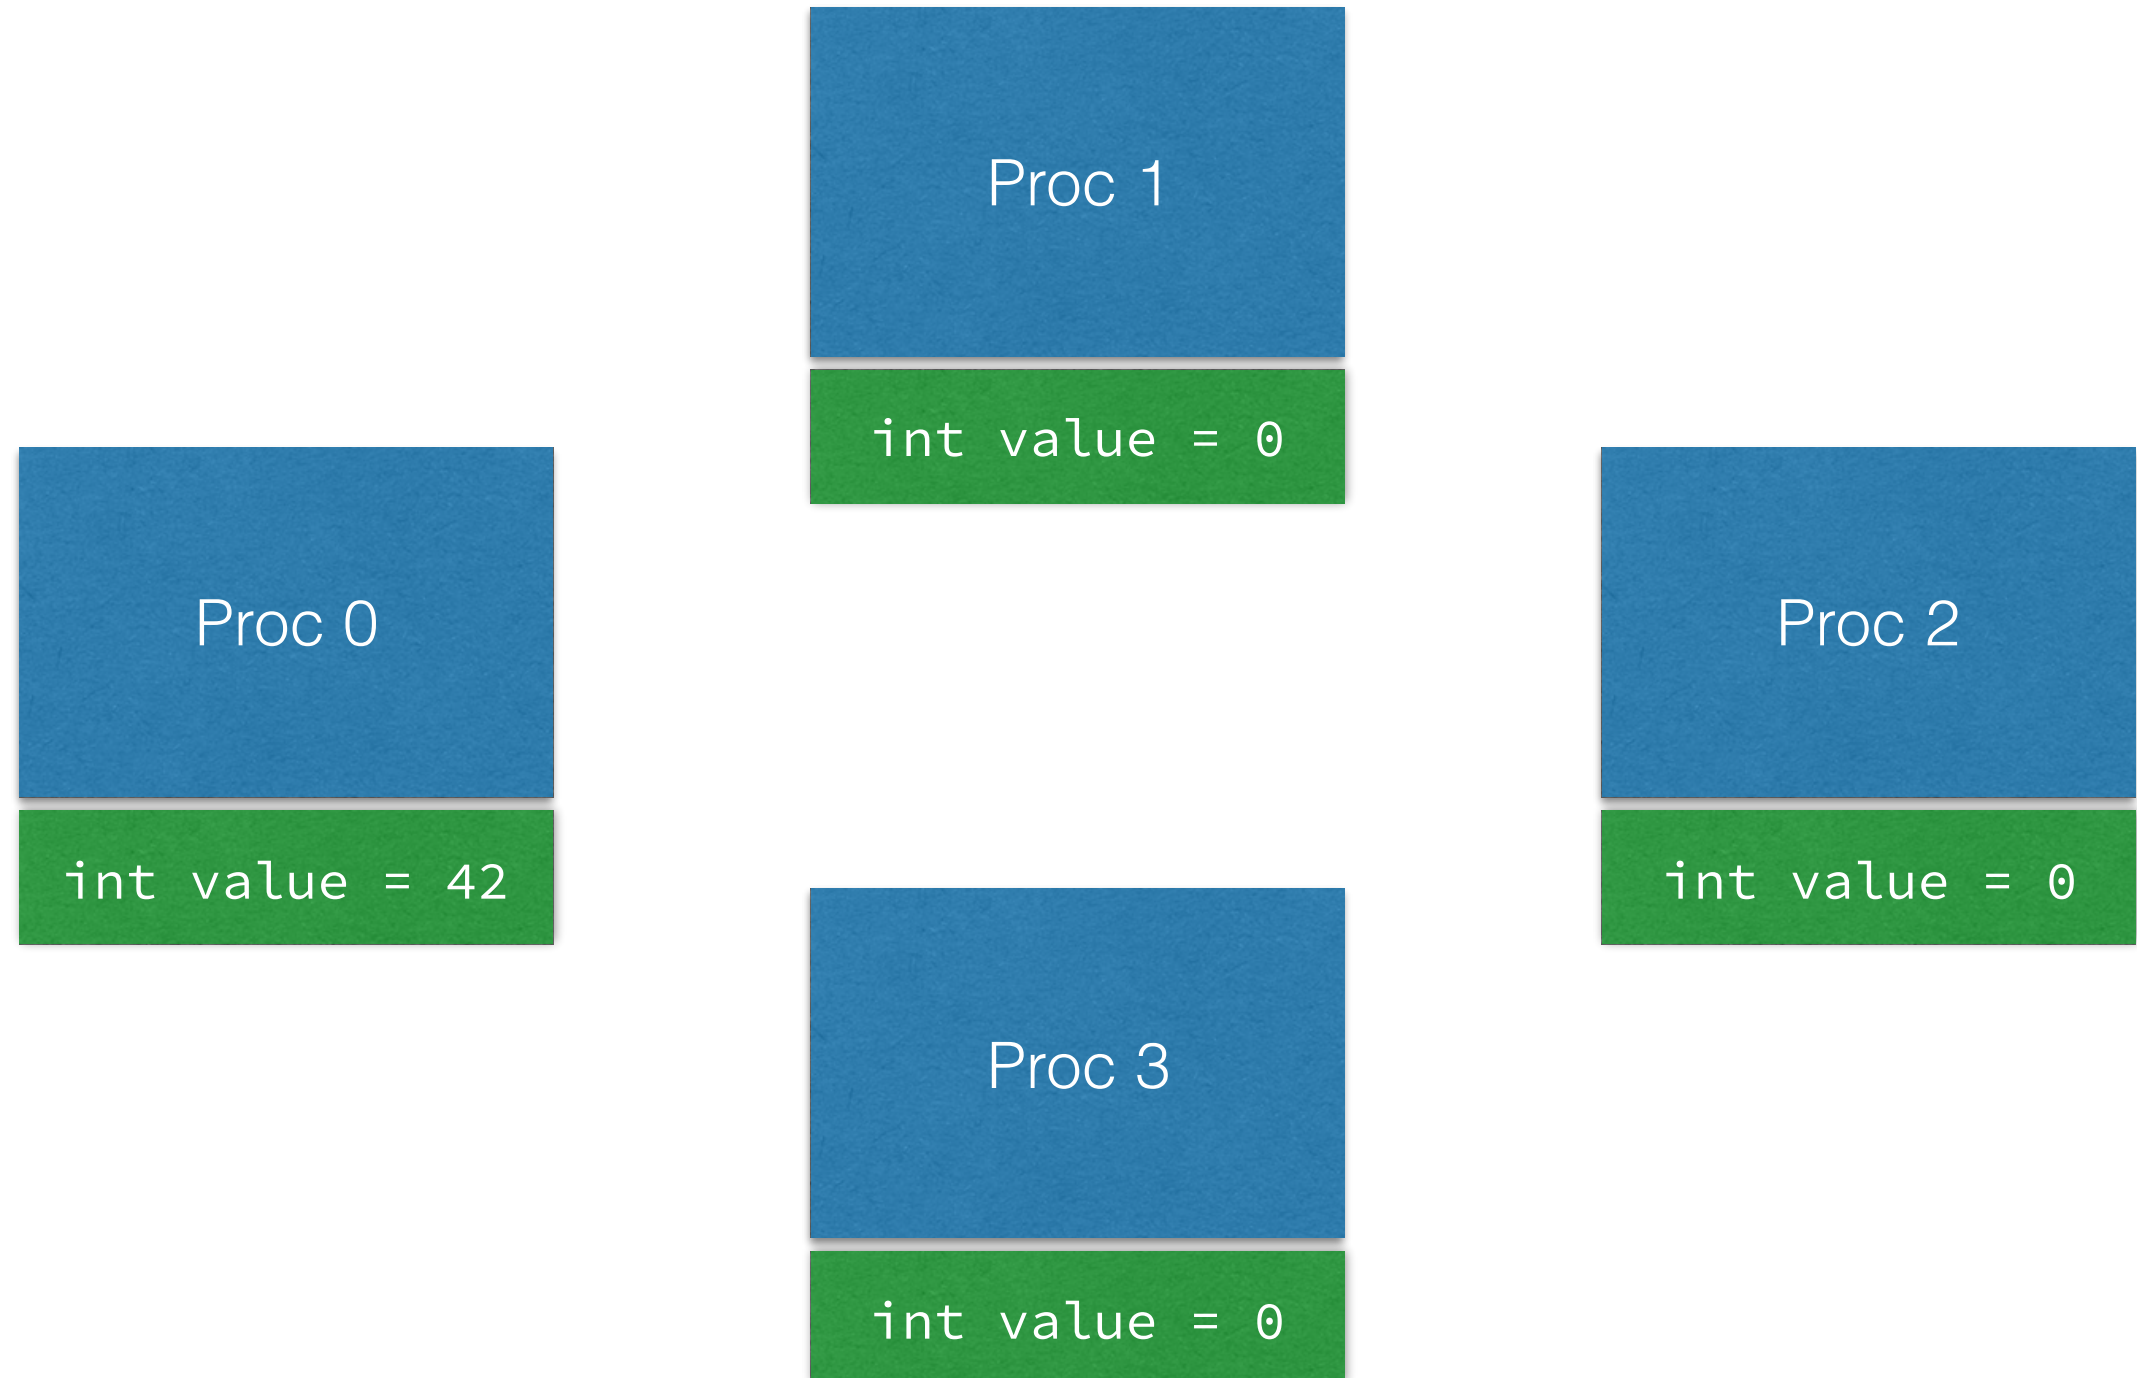 Proc 1
int value = 0
Proc 0
int value = 42
Proc 2
int value = 0
Proc 3
int value = 0